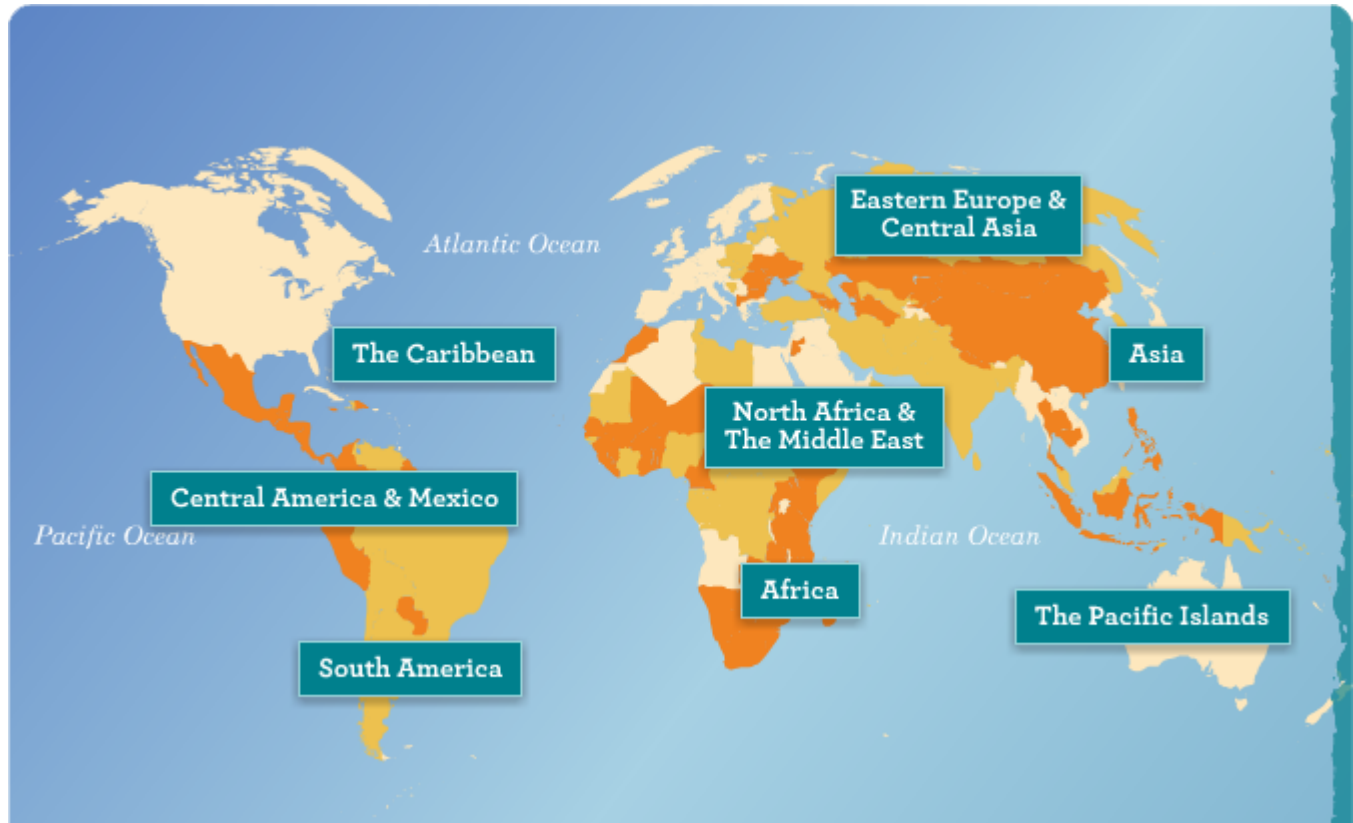 Eastern Europe &
Central Asia
Atlantic Ocean
The Caribbean
Asia
North Africa &
The Middle East
Central America & Mexico
Pacific Ocean
Indian Ocean
Africa
The Pacific Islands
South America